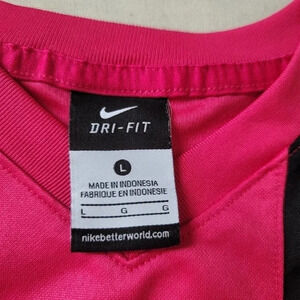 DRI-FIT
L
MADE IN INDONESIA
FABRIQUE EN INDONESIE
L G G
nikebetterworld.com